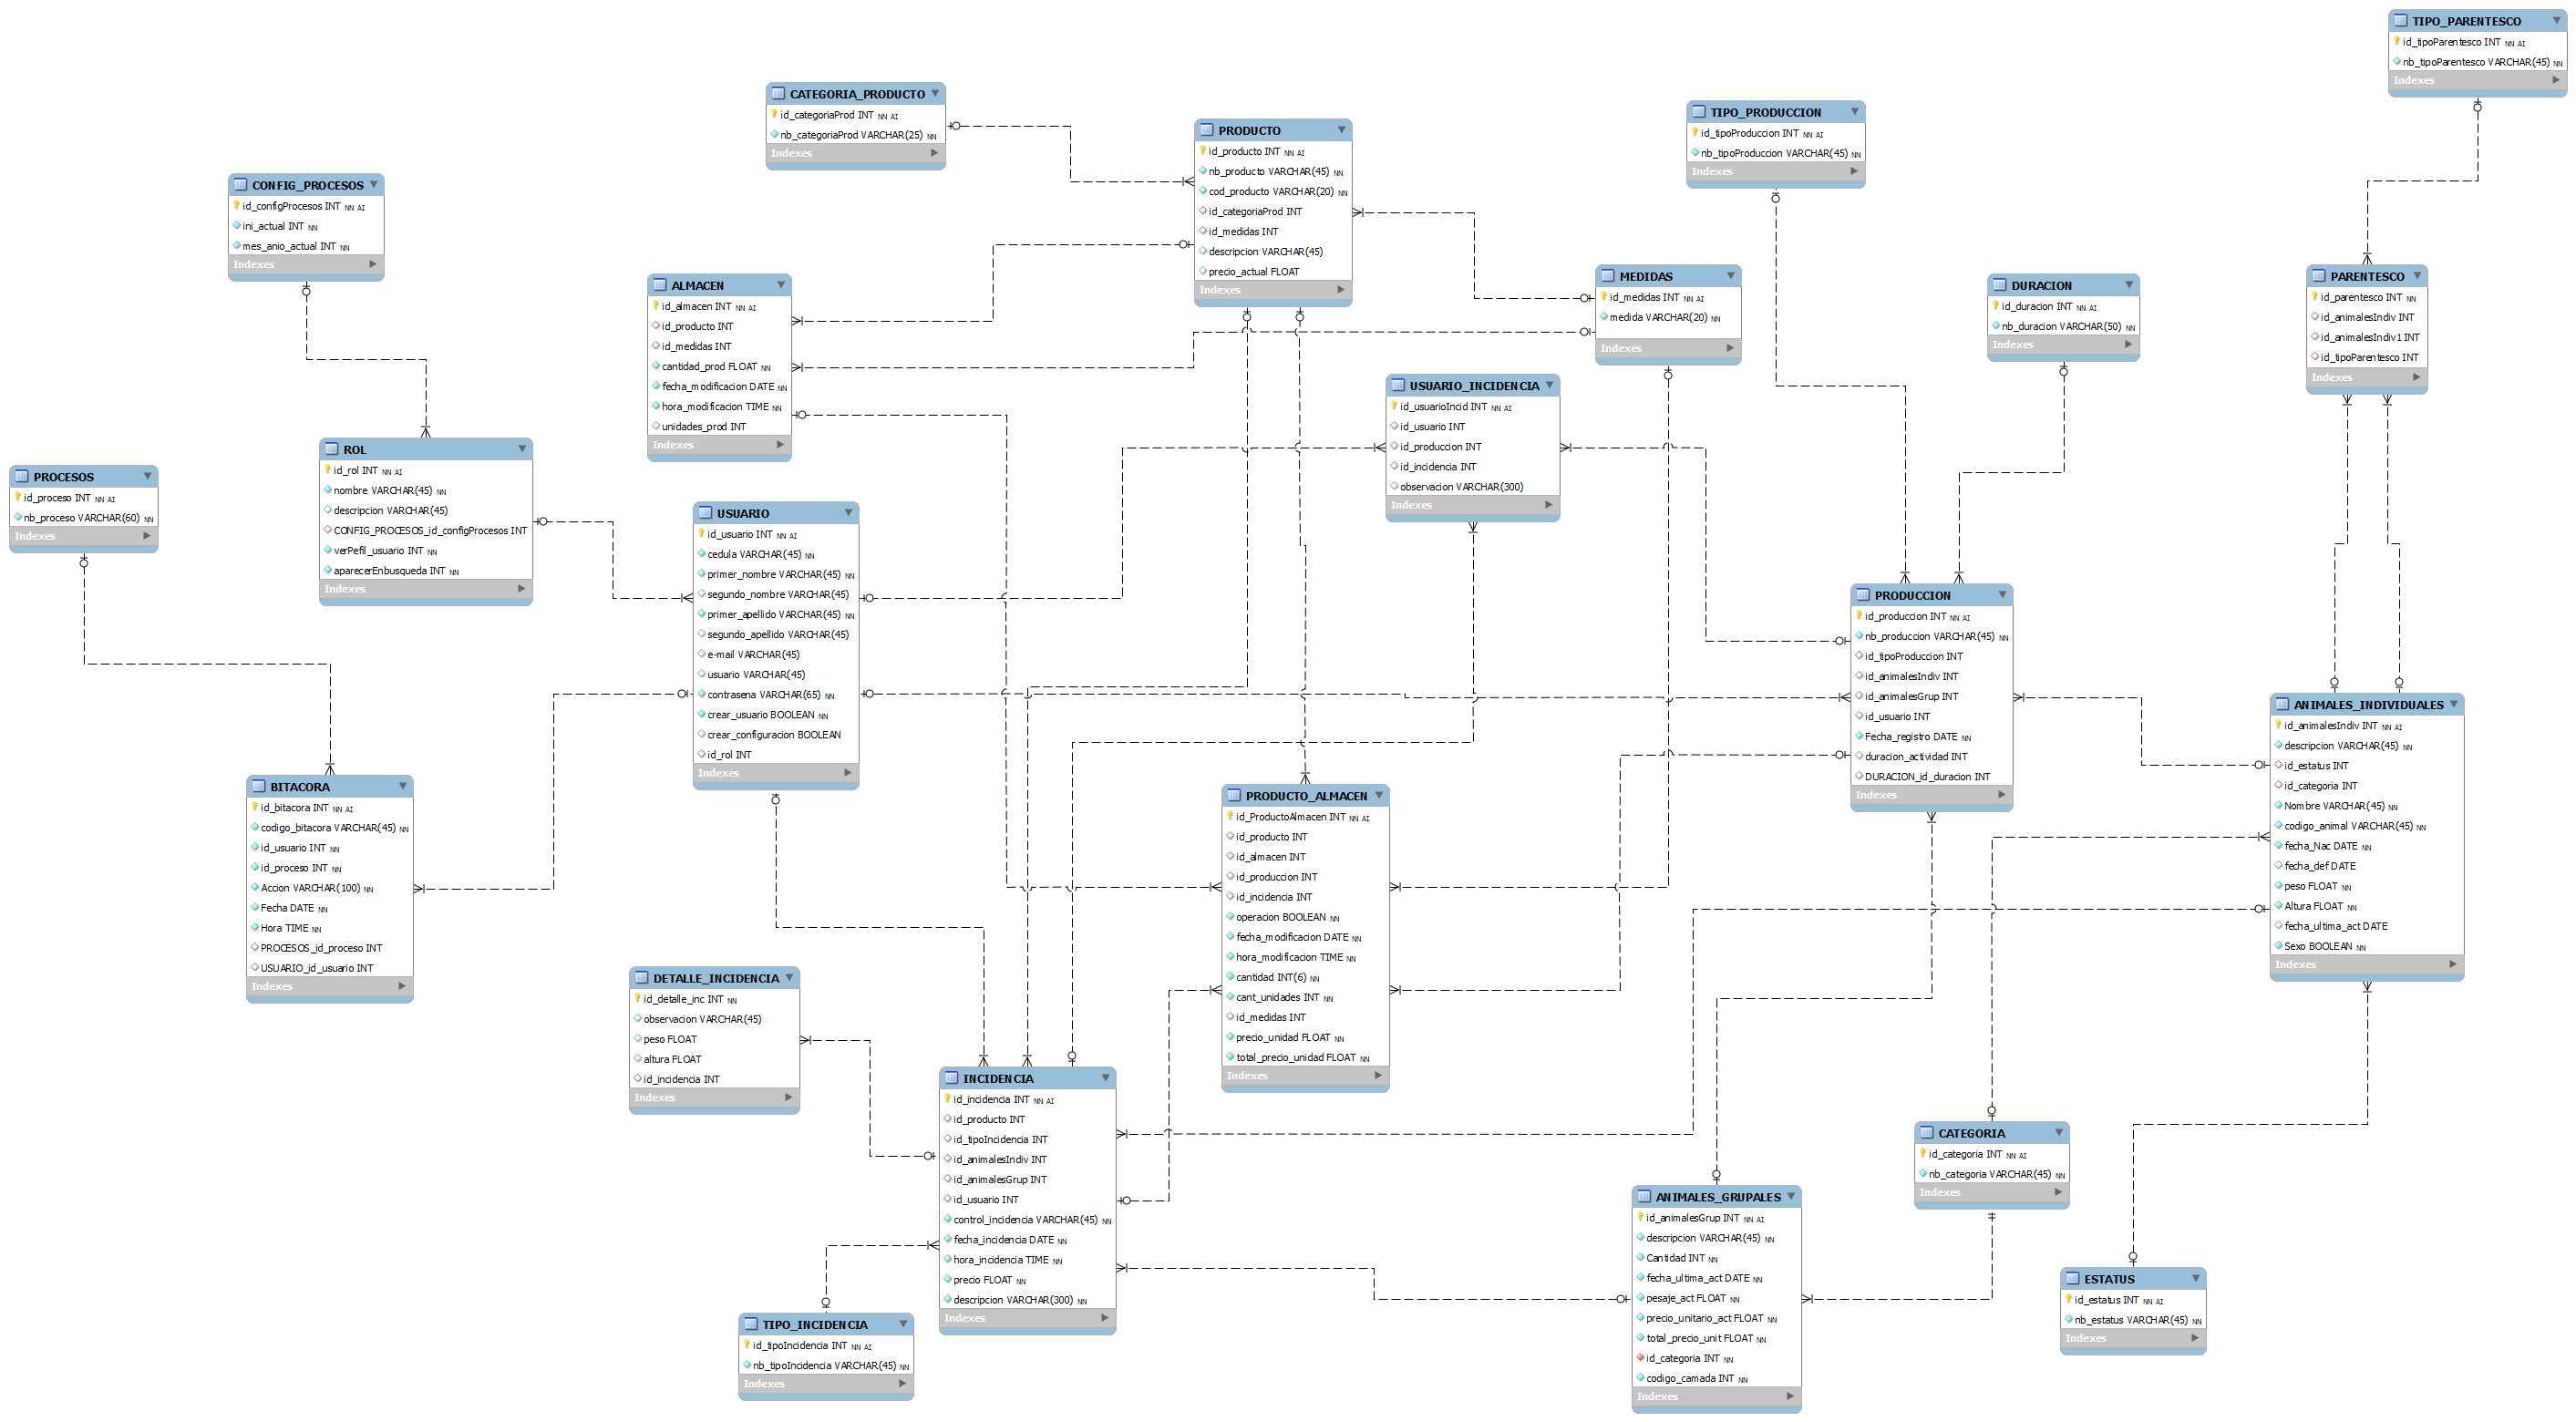 TIPO_PARENTESCO
id_tipoParentesco INT NN AI
nb_tipoParentesco VARCHAR(45) NN
Indexes
CATEGORIA_PRODUCTO
id_categoriaProd INT NN AI
nb_categoriaProd VARCHAR(25) NN
Indexes
PRODUCTO
id_producto INT NN AI
nb_producto VARCHAR(45) NN
cod_producto VARCHAR(20) NN
id_categoriaProd INT
id_medidas INT
descripcion VARCHAR(45)
precio_actual FLOAT
Indexes
TIPO_PRODUCCION
id_tipoProduccion INT NN AI
nb_tipoProduccion VARCHAR(45) NN
Indexes
CONFIG_PROCESOS
id_configProcesos INT NN AI
ini_actual INT NN
mes_anio_actual INT NN
Indexes
ALMACEN
id_almacen INT NN AI
id_producto INT
id_medidas INT
cantidad_prod FLOAT NN
fecha_modificacion DATE NN
hora_modificacion TIME NN
unidades_prod INT
Indexes
MEDIDAS
id_medidas INT NN AI
medida VARCHAR(20) NN
Indexes
DURACION
id_duracion INT NN AI
nb_duracion VARCHAR(50) NN
Indexes
PARENTESCO
id_parentesco INT NN
id_animalesIndiv INT
id_animalesIndiv1 INT
id_tipoParentesco INT
Indexes
USUARIO_INCIDENCIA
id_usuarioIncid INT NN AI
id_usuario INT
id_produccion INT
id_incidencia INT
observacion VARCHAR(300)
Indexes
ROL
id_rol INT NN AI
nombre VARCHAR(45) NN
descripcion VARCHAR(45)
CONFIG_PROCESOS_id_configProcesos INT
verPefil_usuario INT NN
aparecerEnbusqueda INT NN
Indexes
PROCESOS
id_proceso INT NN AI
nb_proceso VARCHAR(60) NN
Indexes
USUARIO
id_usuario INT NN AI
cedula VARCHAR(45) NN
primer_nombre VARCHAR(45) NN
segundo_nombre VARCHAR(45)
primer_apellido VARCHAR(45) NN
segundo_apellido VARCHAR(45)
e-mail VARCHAR(45)
usuario VARCHAR(45)
contrasena VARCHAR(65) NN
crear_usuario BOOLEAN NN
crear_configuracion BOOLEAN
id_rol INT
Indexes
PRODUCCION
id_produccion INT NN AI
nb_produccion VARCHAR(45) NN
id_tipoProduccion INT
id_animalesIndiv INT
id_animalesGrup INT
id_usuario INT
Fecha_registro DATE NN
duracion_actividad INT
DURACION_id_duracion INT
Indexes
ANIMALES_INDIVIDUALES
id_animalesIndiv INT NN AI
descripcion VARCHAR(45) NN
id_estatus INT
id_categoria INT
Nombre VARCHAR(45) NN
codigo_animal VARCHAR(45) NN
fecha_Nac DATE NN
fecha_def DATE
peso FLOAT NN
Altura FLOAT NN
fecha_ultima_act DATE
Sexo BOOLEAN NN
Indexes
BITACORA
id_bitacora INT NN AI
codigo_bitacora VARCHAR(45) NN
id_usuario INT NN
id_proceso INT NN
Accion VARCHAR(100) NN
Fecha DATE NN
Hora TIME NN
PROCESOS_id_proceso INT
USUARIO_id_usuario INT
Indexes
PRODUCTO_ALMACEN
id_ProductoAlmacen INT NN AI
id_producto INT
id_almacen INT
id_produccion INT
id_incidencia INT
operacion BOOLEAN NN
fecha_modificacion DATE NN
hora_modificacion TIME NN
cantidad INT(6) NN
cant_unidades INT NN
id_medidas INT
precio_unidad FLOAT NN
total_precio_unidad FLOAT NN
Indexes
DETALLE_INCIDENCIA
id_detalle_inc INT NN
observacion VARCHAR(45)
peso FLOAT
altura FLOAT
id_incidencia INT
Indexes
INCIDENCIA
id_incidencia INT NN AI
id_producto INT
id_tipoIncidencia INT
id_animalesIndiv INT
id_animalesGrup INT
id_usuario INT
control_incidencia VARCHAR(45) NN
fecha_incidencia DATE NN
hora_incidencia TIME NN
precio FLOAT NN
descripcion VARCHAR(300) NN
Indexes
CATEGORIA
id_categoria INT NN AI
nb_categoria VARCHAR(45) NN
Indexes
ANIMALES_GRUPALES
id_animalesGrup INT NN AI
descripcion VARCHAR(45) NN
Cantidad INT NN
fecha_ultima_act DATE NN
pesaje_act FLOAT NN
precio_unitario_act FLOAT NN
total_precio_unit FLOAT NN
id_categoria INT NN
codigo_camada INT NN
Indexes
ESTATUS
id_estatus INT NN AI
nb_estatus VARCHAR(45) NN
Indexes
TIPO_INCIDENCIA
id_tipoIncidencia INT NN AI
nb_tipoIncidencia VARCHAR(45) NN
Indexes